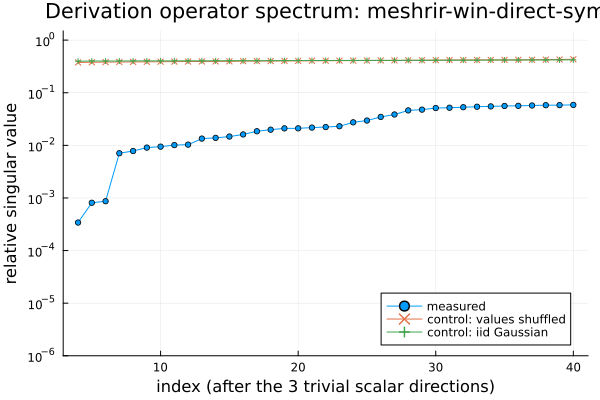 Derivation operator spectrum: meshrir-win-direct-sym
10⁰
10⁻¹
10⁻²
10⁻³
10⁻⁴
10⁻⁵
10⁻⁶
relative singular value
measured
control: values shuffled
control: iid Gaussian
10
20
30
40
index (after the 3 trivial scalar directions)